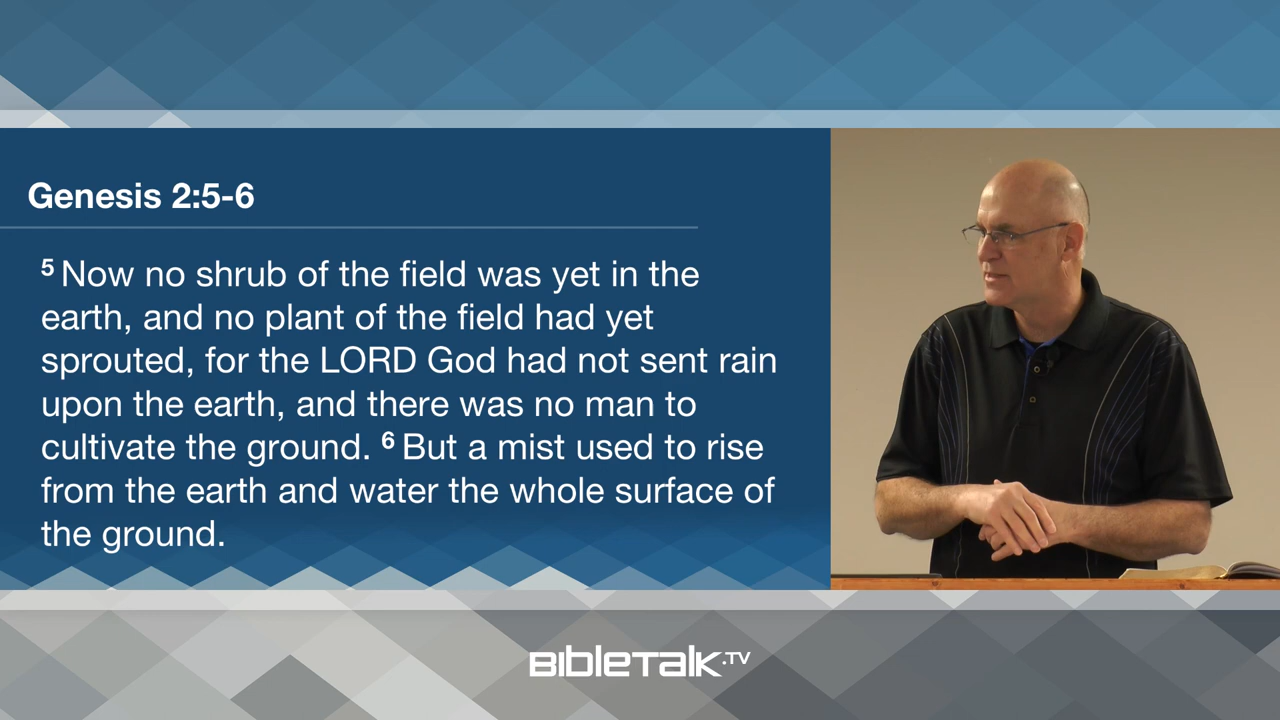 Genesis 2:5-6
5 Now no shrub of the field was yet in the
earth, and no plant of the field had yet
sprouted, for the LORD God had not sent rain
upon the earth, and there was no man to
cultivate the ground. 6 But a mist used to rise
from the earth and water the whole surface of
the ground.
BIBLETALK.TV